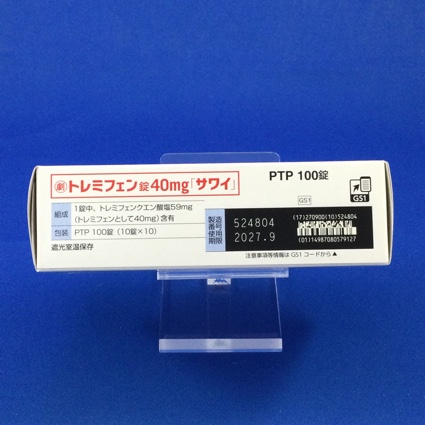 劇 トレミフェン錠40mg「サワイ」
PTP 100錠
組成
1錠中、トレミフェンクエン酸塩59mg
(トレミフェンとして40mg)含有
包装
PTP 100錠(10錠×10)
遮光室温保存
GS1
GS1
製造番号
使用期限
524804
2027.9
(17)270900(10)524804
(01)14987080579127
注意事項等情報は GS1 コードから▲